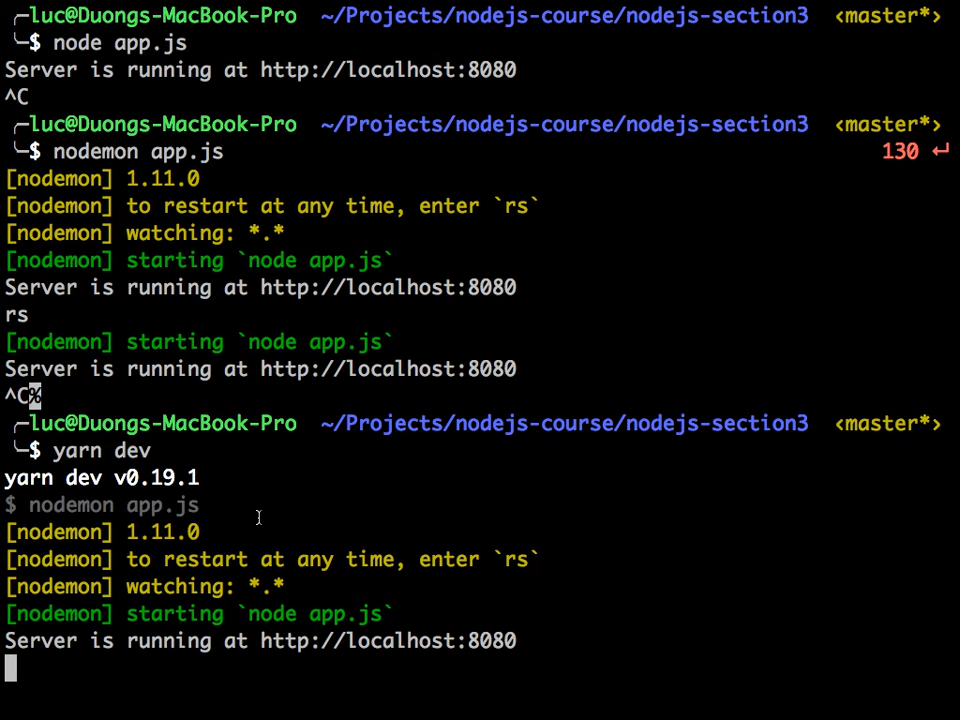 ╭─luc@Duongs-MacBook-Pro ~/Projects/nodejs-course/nodejs-section3 ‹master*›
╰─$ node app.js
Server is running at http://localhost:8080
^C
╭─luc@Duongs-MacBook-Pro ~/Projects/nodejs-course/nodejs-section3 ‹master*›
╰─$ nodemon app.js 130 ↵
[nodemon] 1.11.0
[nodemon] to restart at any time, enter `rs`
[nodemon] watching: *.*
[nodemon] starting `node app.js`
Server is running at http://localhost:8080
rs
[nodemon] starting `node app.js`
Server is running at http://localhost:8080
^C%
╭─luc@Duongs-MacBook-Pro ~/Projects/nodejs-course/nodejs-section3 ‹master*›
╰─$ yarn dev
yarn dev v0.19.1
$ nodemon app.js
[nodemon] 1.11.0
[nodemon] to restart at any time, enter `rs`
[nodemon] watching: *.*
[nodemon] starting `node app.js`
Server is running at http://localhost:8080